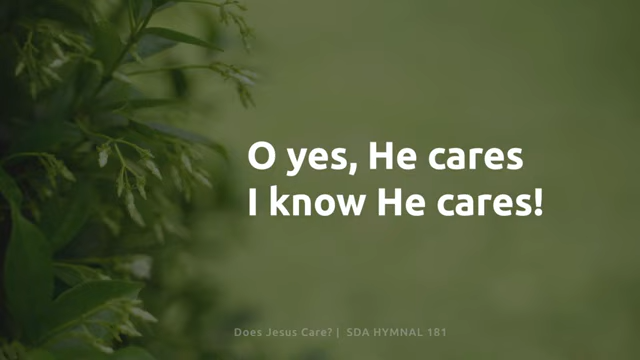 O yes, He cares
I know He cares!
Does Jesus Care? | SDA HYMNAL 181